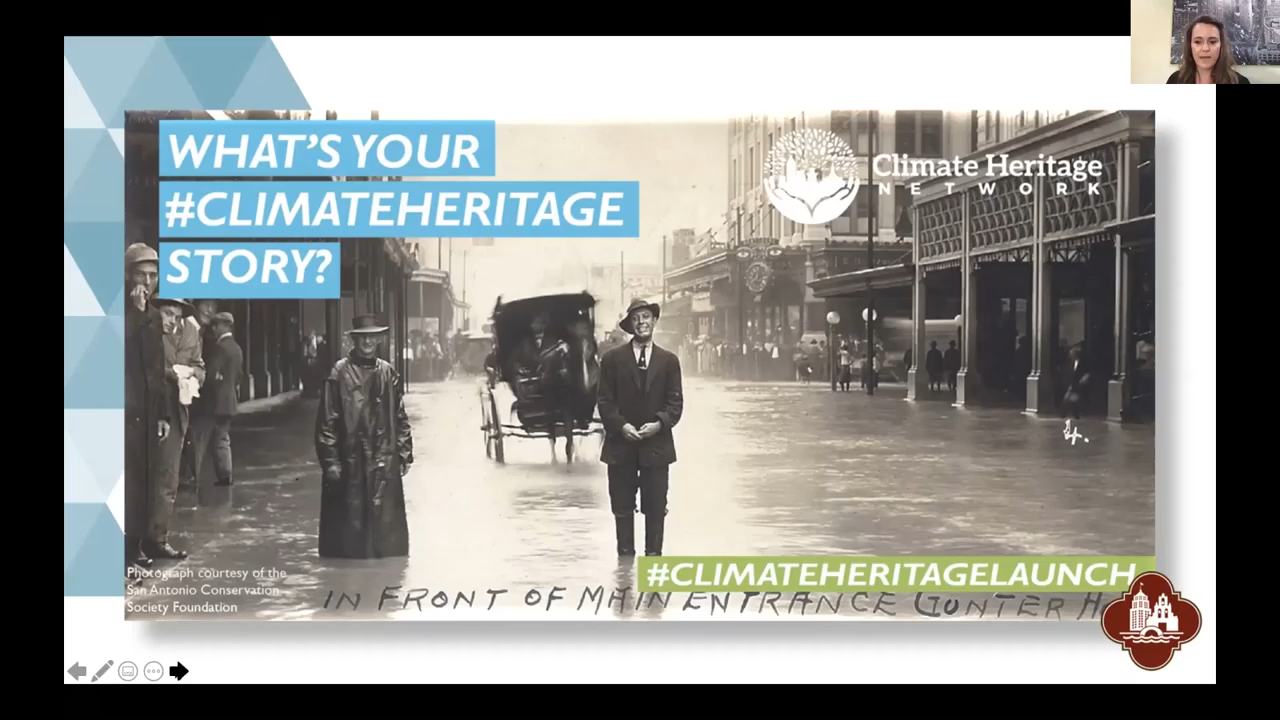 WHAT'S YOUR
#CLIMATEHERITAGE
STORY?
Climate Heritage
NETWORK
#CLIMATEHERITAGELAUNCH
Photograph courtesy of the
San Antonio Conservation
Society Foundation
IN FRONT OF MAIN ENTRANCE GUNTER